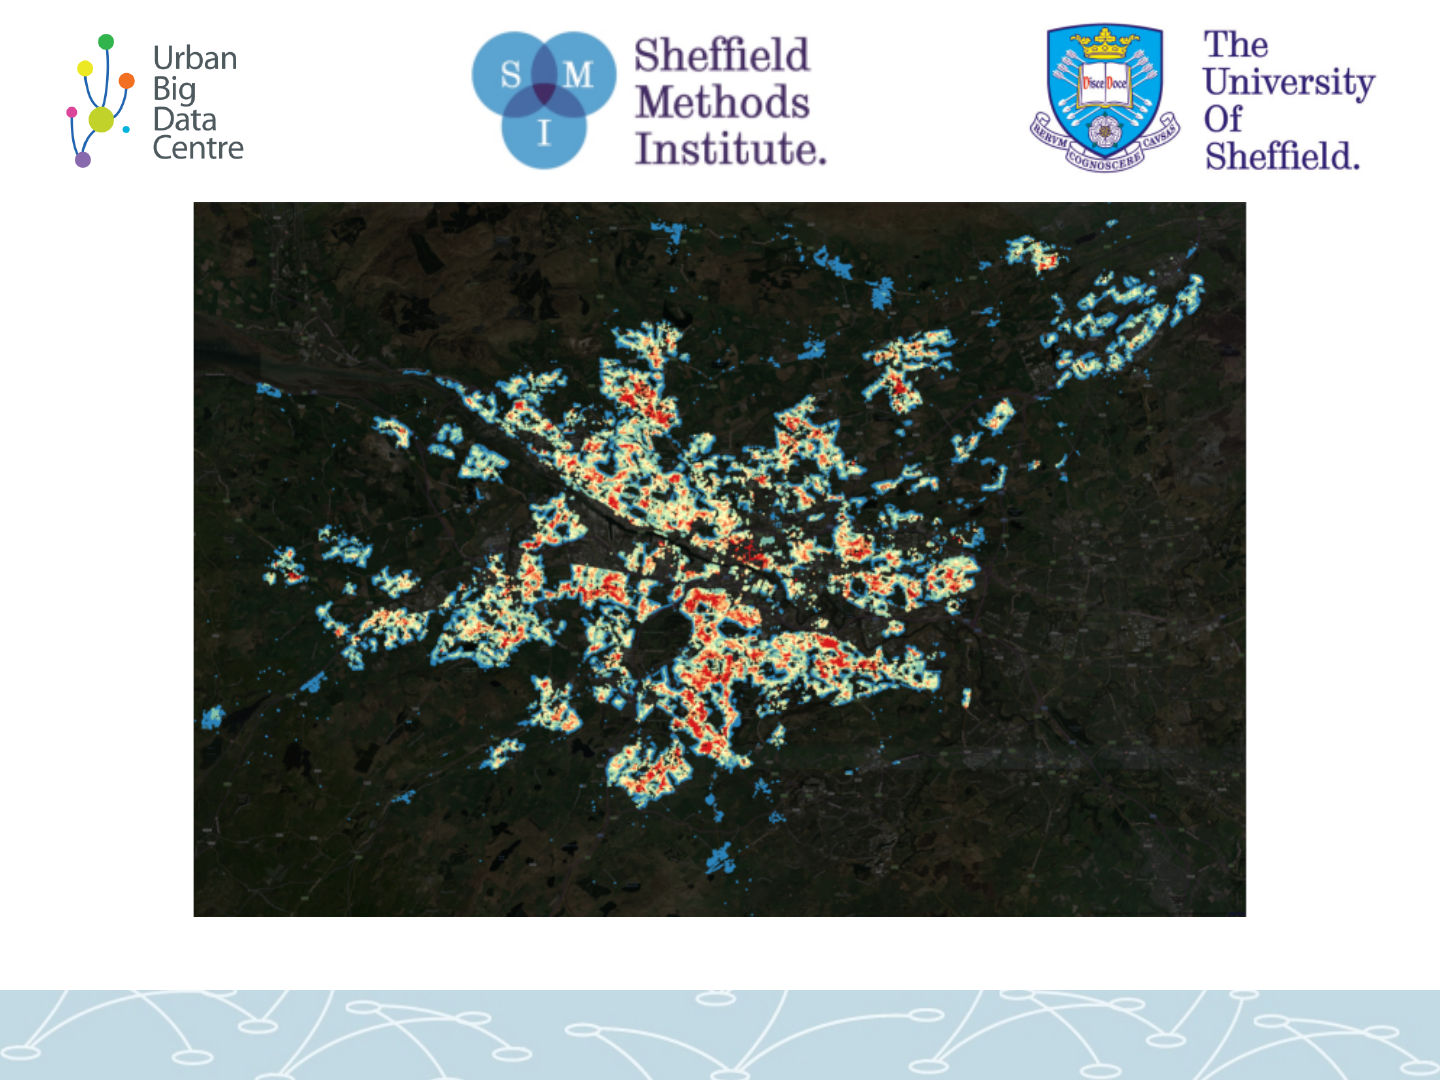 Urban
Big
Data
Centre
S M
I
Sheffield
Methods
Institute.
Disce Doce
RERVM COGNOSCERE CAVSAS
The
University
Of
Sheffield.